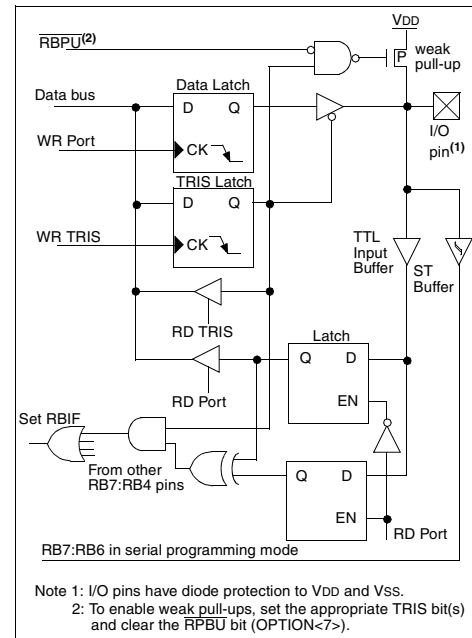 VDD
RBPU(2)
P
weak
pull-up
Data Latch
Data bus
D
Q
I/O
pin(1)
WR Port
CK
TRIS Latch
D
Q
WR TRIS
CK
TTL
Input
Buffer
ST
Buffer
RD TRIS
Latch
Q
D
RD Port
EN
Set RBIF
From other
RB7:RB4 pins
Q
D
EN
RD Port
RB7:RB6 in serial programming mode
Note 1: I/O pins have diode protection to VDD and VSS.
2: To enable weak pull-ups, set the appropriate TRIS bit(s)
and clear the RPBU bit (OPTION<7>).